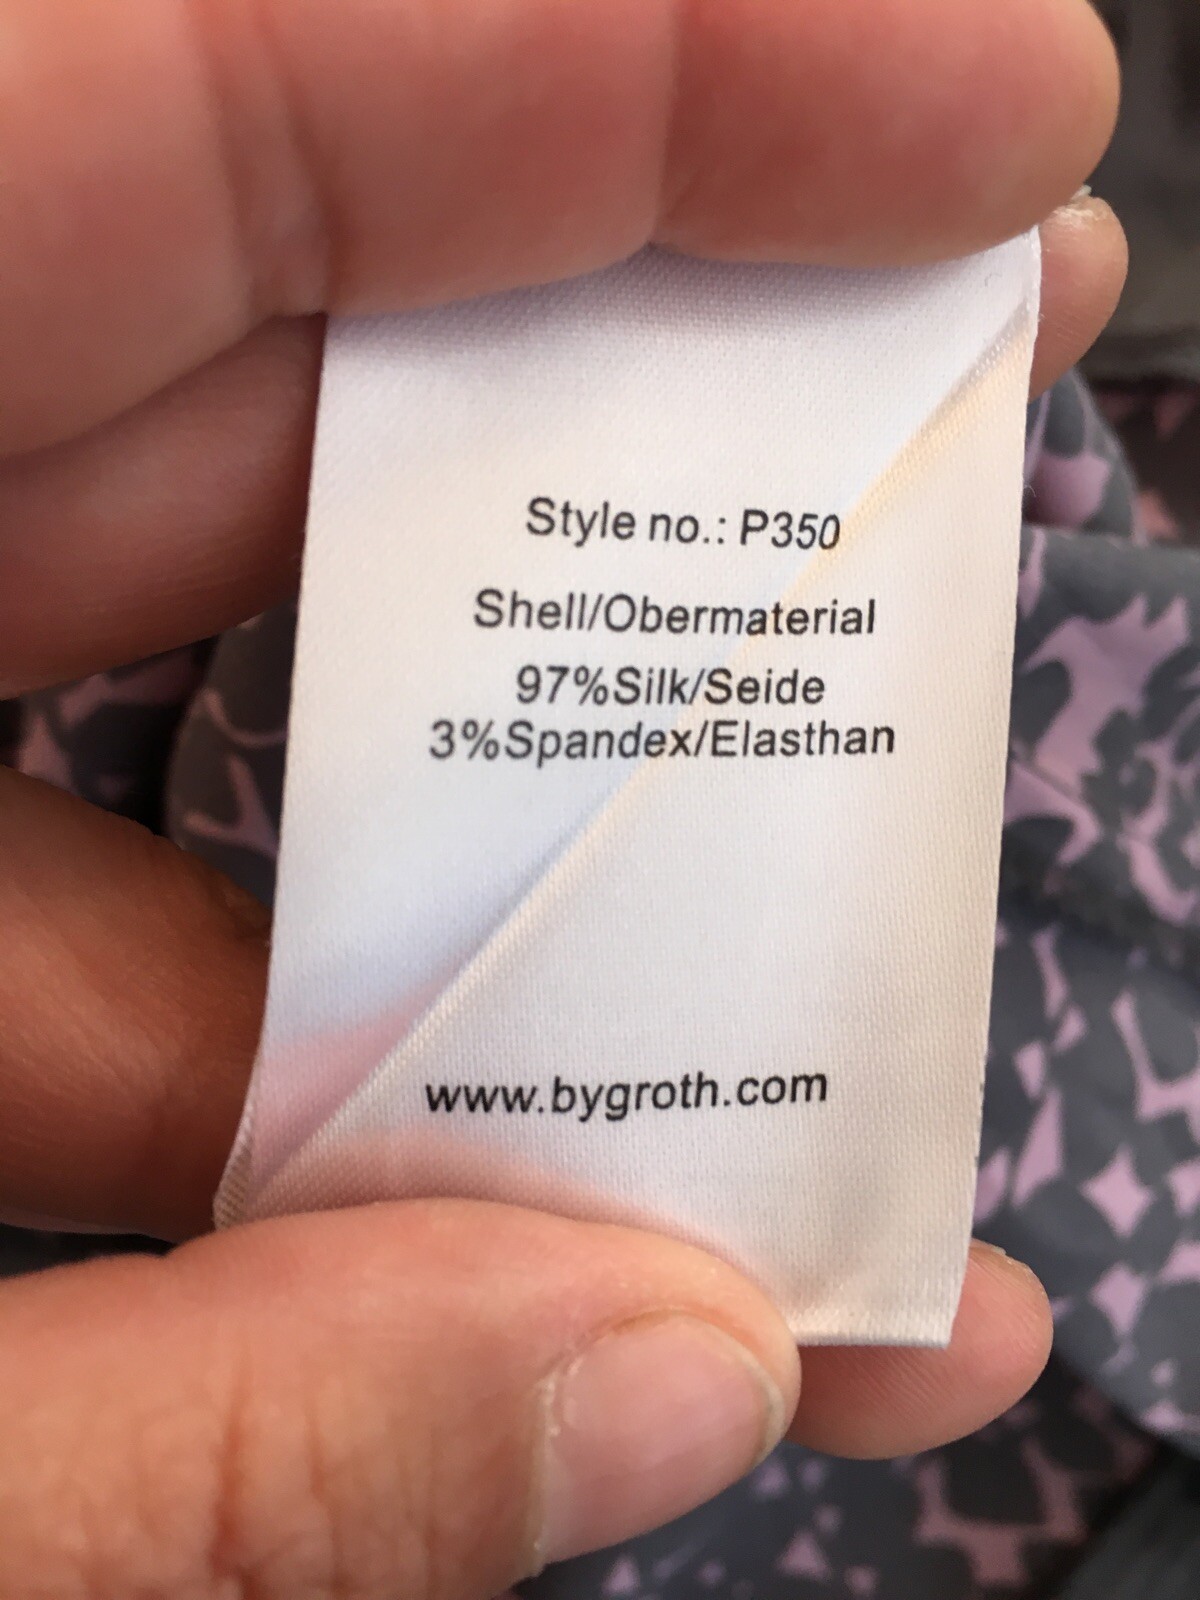 Style no.: P350
Shell/Obermaterial
97%Silk/Seide
3%Spandex/Elasthan
www.bygroth.com